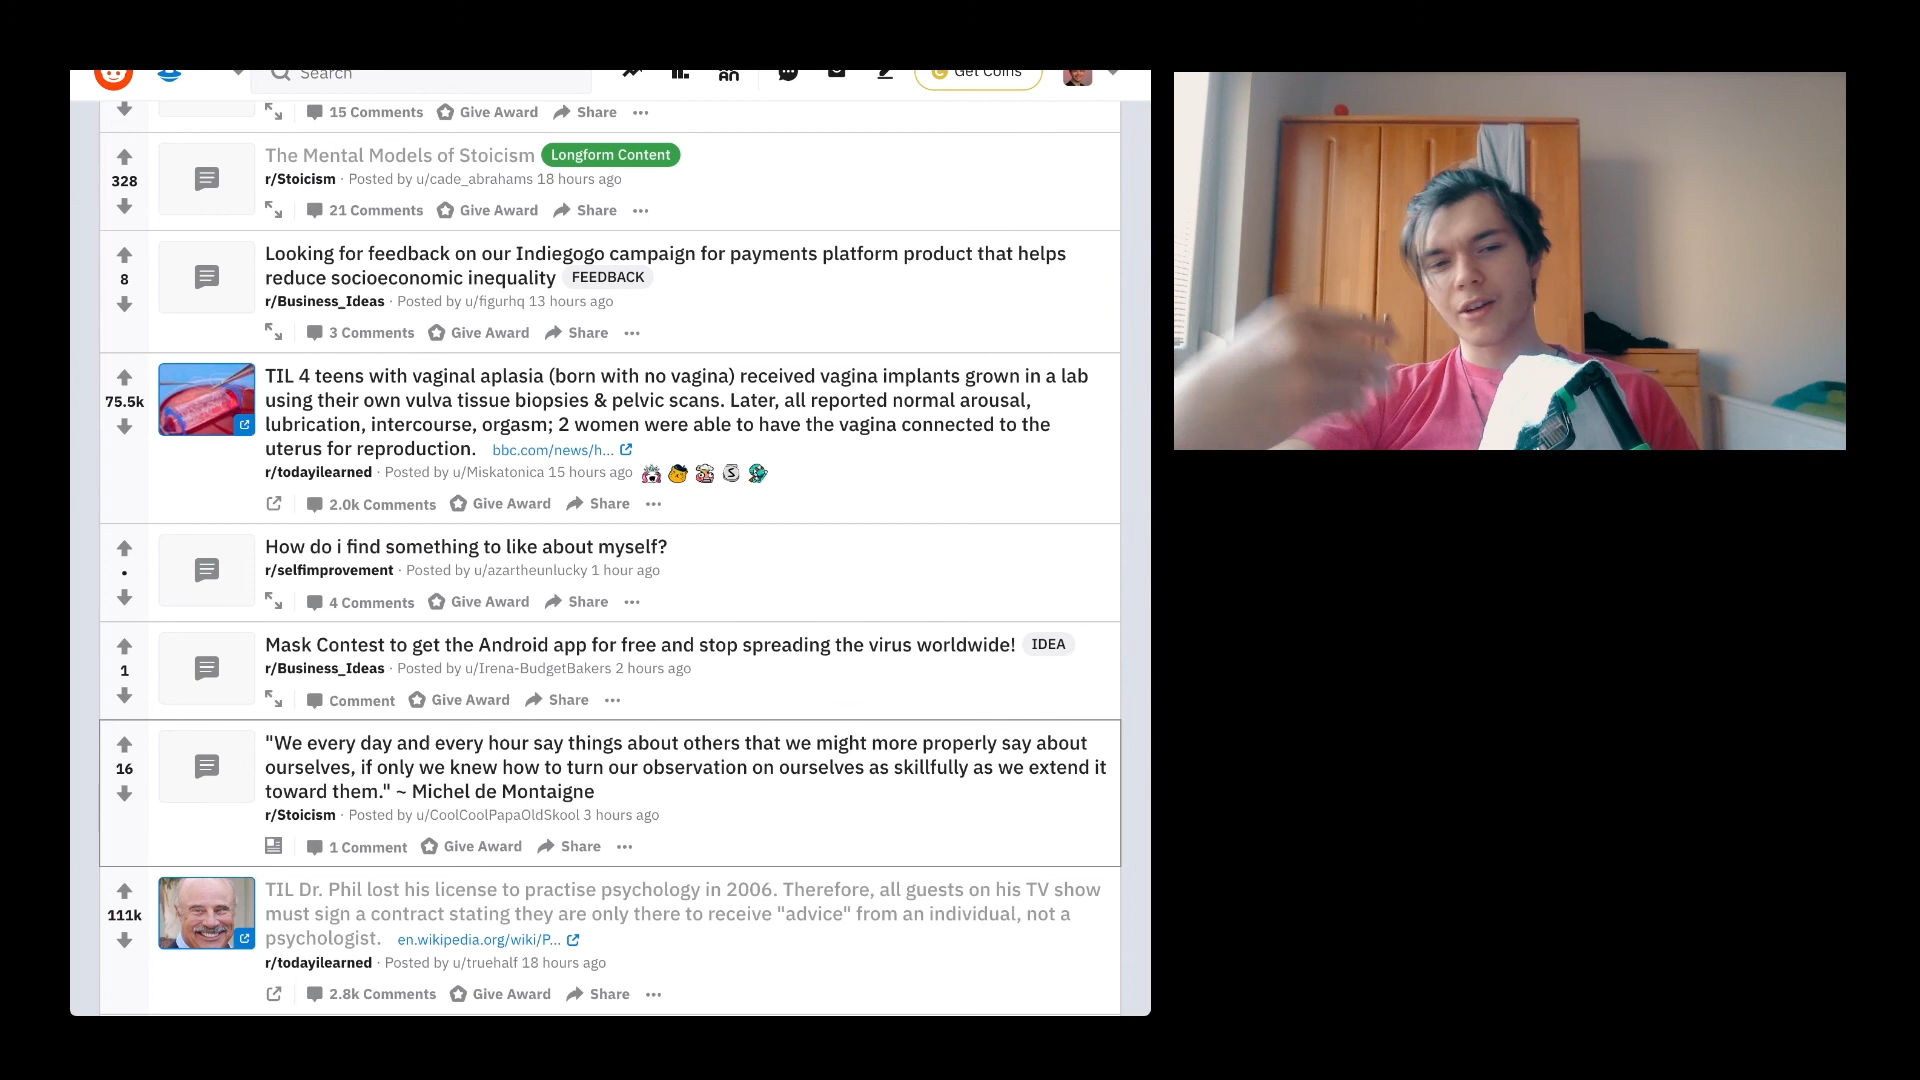 Search
Get Coins
15 Comments Give Award Share
The Mental Models of Stoicism Longform Content
328
r/Stoicism · Posted by u/cade_abrahams 18 hours ago
21 Comments Give Award Share
Looking for feedback on our Indiegogo campaign for payments platform product that helps
8
reduce socioeconomic inequality FEEDBACK
r/Business_Ideas · Posted by u/figurhq 13 hours ago
3 Comments Give Award Share
TIL 4 teens with vaginal aplasia (born with no vagina) received vagina implants grown in a lab
75.5k
using their own vulva tissue biopsies & pelvic scans. Later, all reported normal arousal,
lubrication, intercourse, orgasm; 2 women were able to have the vagina connected to the
uterus for reproduction. bbc.com/news/h...
r/todayilearned · Posted by u/Miskatonica 15 hours ago
2.0k Comments Give Award Share
How do i find something to like about myself?
•
r/selfimprovement · Posted by u/azartheunlucky 1 hour ago
4 Comments Give Award Share
Mask Contest to get the Android app for free and stop spreading the virus worldwide! IDEA
1
r/Business_Ideas · Posted by u/Irena-BudgetBakers 2 hours ago
Comment Give Award Share
"We every day and every hour say things about others that we might more properly say about
16
ourselves, if only we knew how to turn our observation on ourselves as skillfully as we extend it
toward them." ~ Michel de Montaigne
r/Stoicism · Posted by u/CoolCoolPapaOldSkool 3 hours ago
1 Comment Give Award Share
TIL Dr. Phil lost his license to practise psychology in 2006. Therefore, all guests on his TV show
111k
must sign a contract stating they are only there to receive "advice" from an individual, not a
psychologist. en.wikipedia.org/wiki/P...
r/todayilearned · Posted by u/truehalf 18 hours ago
2.8k Comments Give Award Share